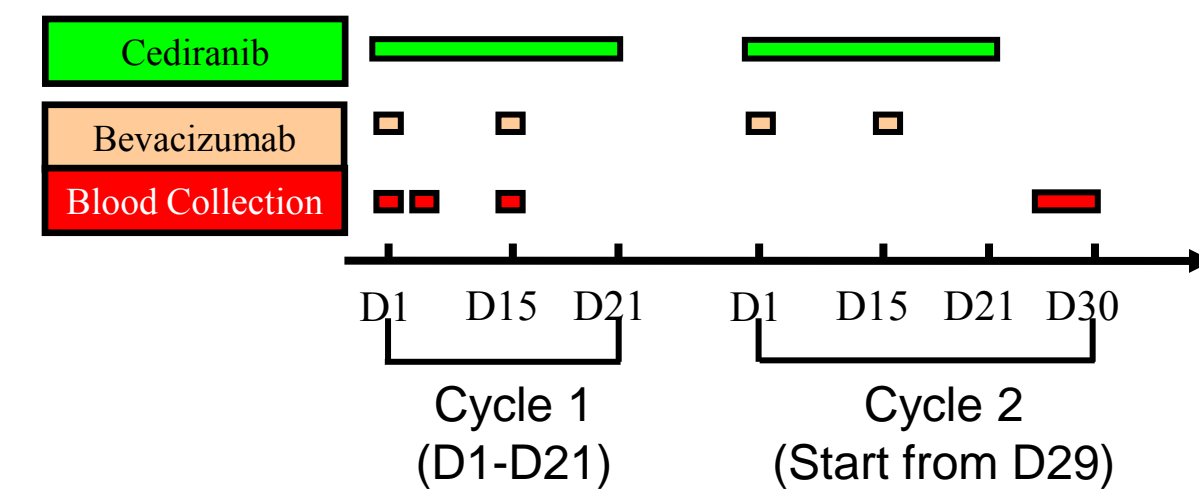 Cediranib
Bevacizumab
Blood Collection
D1 D15 D21 D1 D15 D21 D30
Cycle 1 Cycle 2
(D1-D21) (Start from D29)